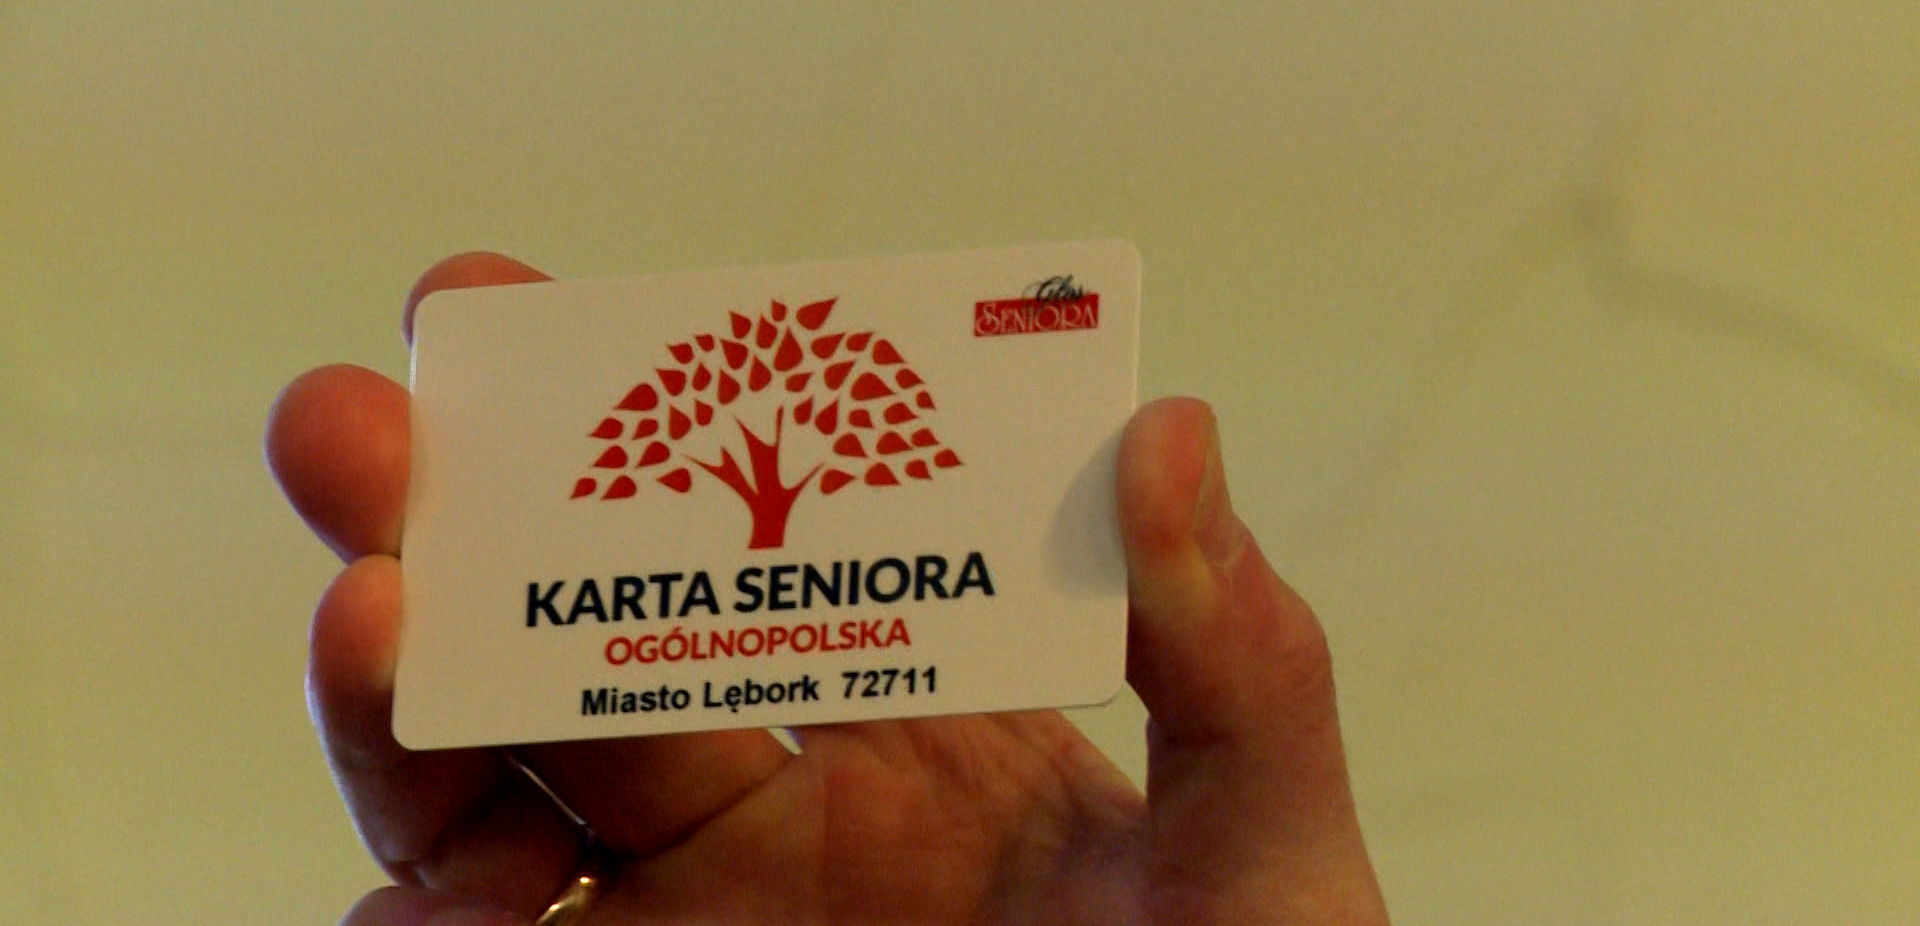 Głos
SENIORA
KARTA SENIORA
OGÓLNOPOLSKA
Miasto Lębork 72711